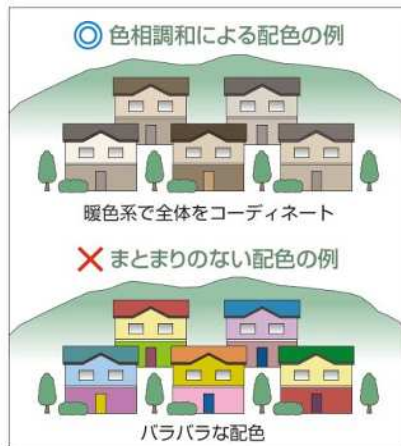 ◎ 色相調和による配色の例
暖色系で全体をコーディネート
× まとまりのない配色の例
バラバラな配色